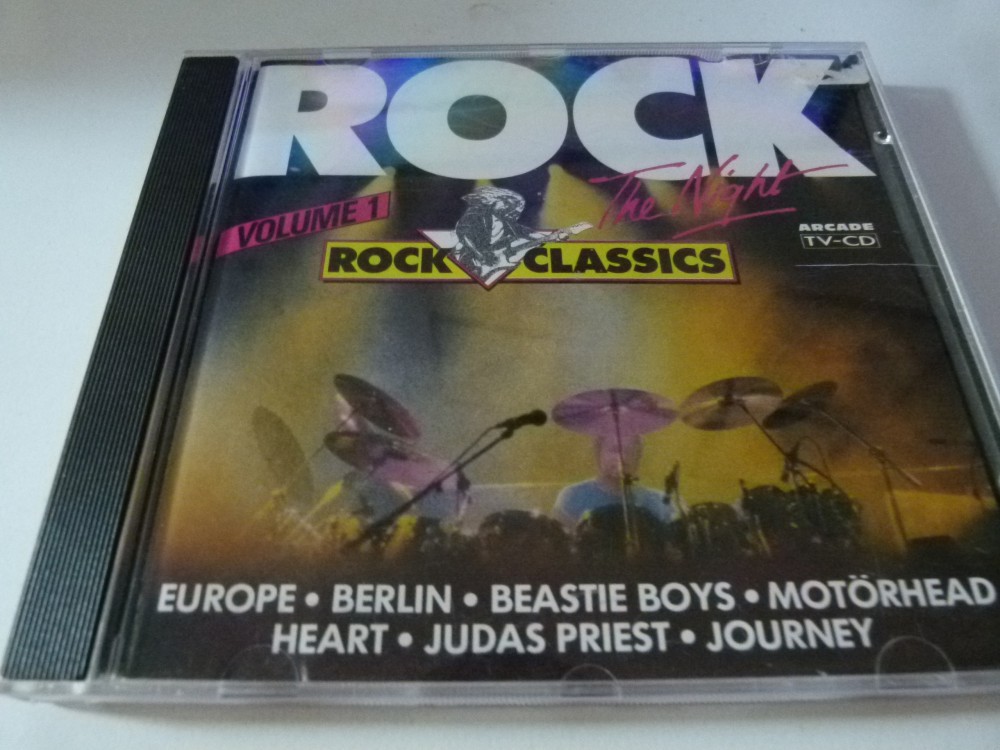 ROCK
The Night
VOLUME 1
ROCK CLASSICS
ARCADE
TV-CD
EUROPE • BERLIN • BEASTIE BOYS • MOTÖRHEAD
HEART • JUDAS PRIEST • JOURNEY